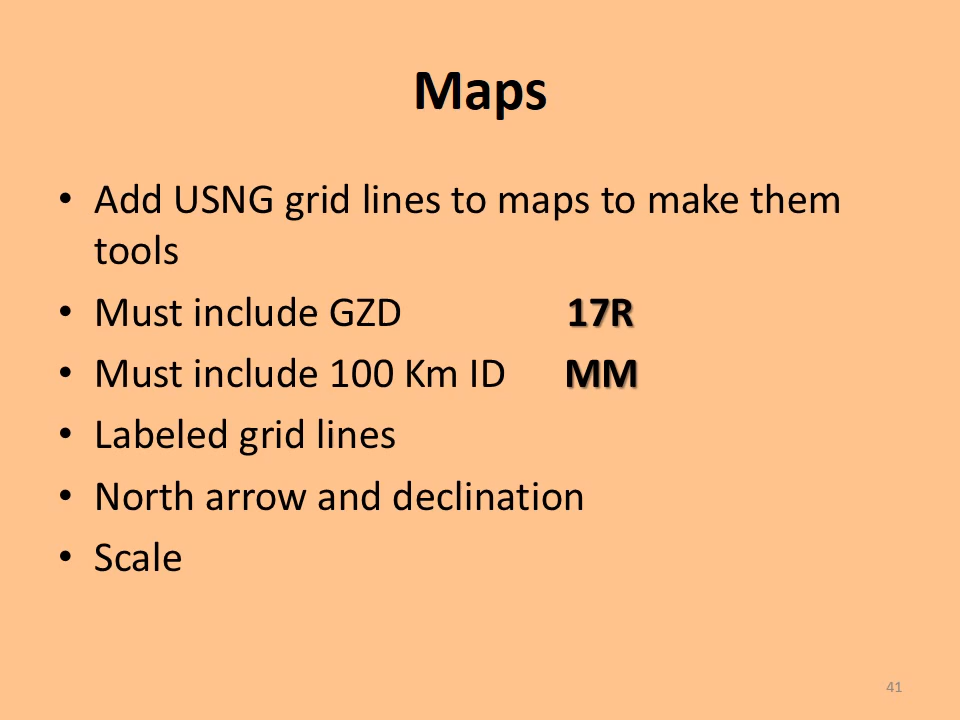 Maps
• Add USNG grid lines to maps to make them
tools
• Must include GZD 17R
• Must include 100 Km ID MM
• Labeled grid lines
• North arrow and declination
• Scale
41